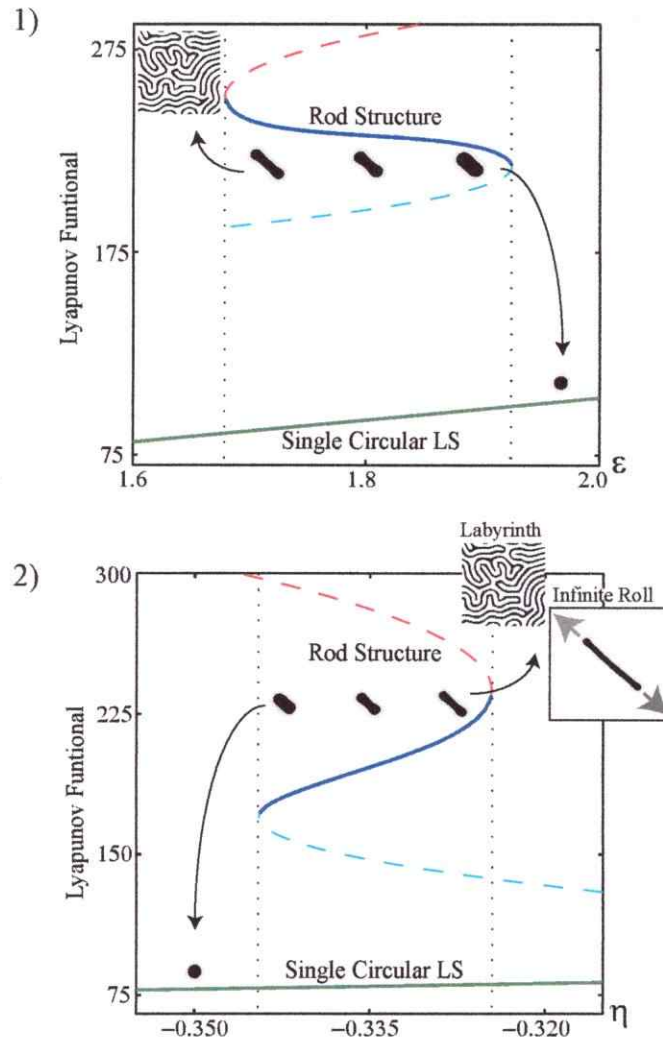 1)
275
Rod Structure
175
Lyapunov Funtional
Single Circular LS
75
1.6
1.8
2.0
ε
Labyrinth
2)
300
Infinite Roll
Rod Structure
225
Lyapunov Funtional
150
Single Circular LS
75
η
−0.350
−0.335
−0.320